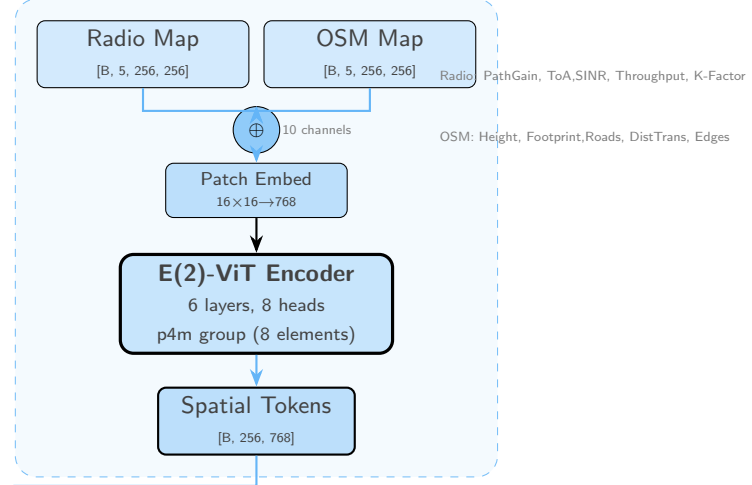 Radio Map
[B, 5, 256, 256]
OSM Map
[B, 5, 256, 256]
Radio: PathGain, ToA,SINR, Throughput, K-Factor
⊕
10 channels
OSM: Height, Footprint,Roads, DistTrans, Edges
Patch Embed
16×16→768
E(2)-ViT Encoder
6 layers, 8 heads
p4m group (8 elements)
Spatial Tokens
[B, 256, 768]